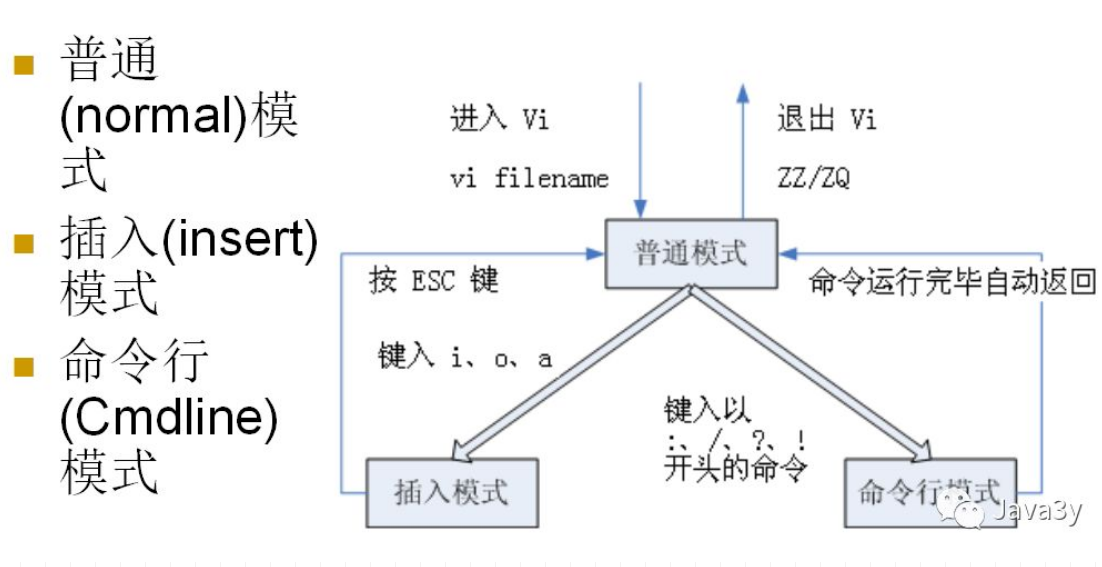 普通
(normal)模
式
插入(insert)
模式
命令行
(Cmdline)
模式
进入 Vi
vi filename
退出 Vi
ZZ/ZQ
普通模式
按 ESC 键
命令运行完毕自动返回
键入 i、o、a
键入以
:、/、?、!
开头的命令
插入模式
命令行模式
Java3y